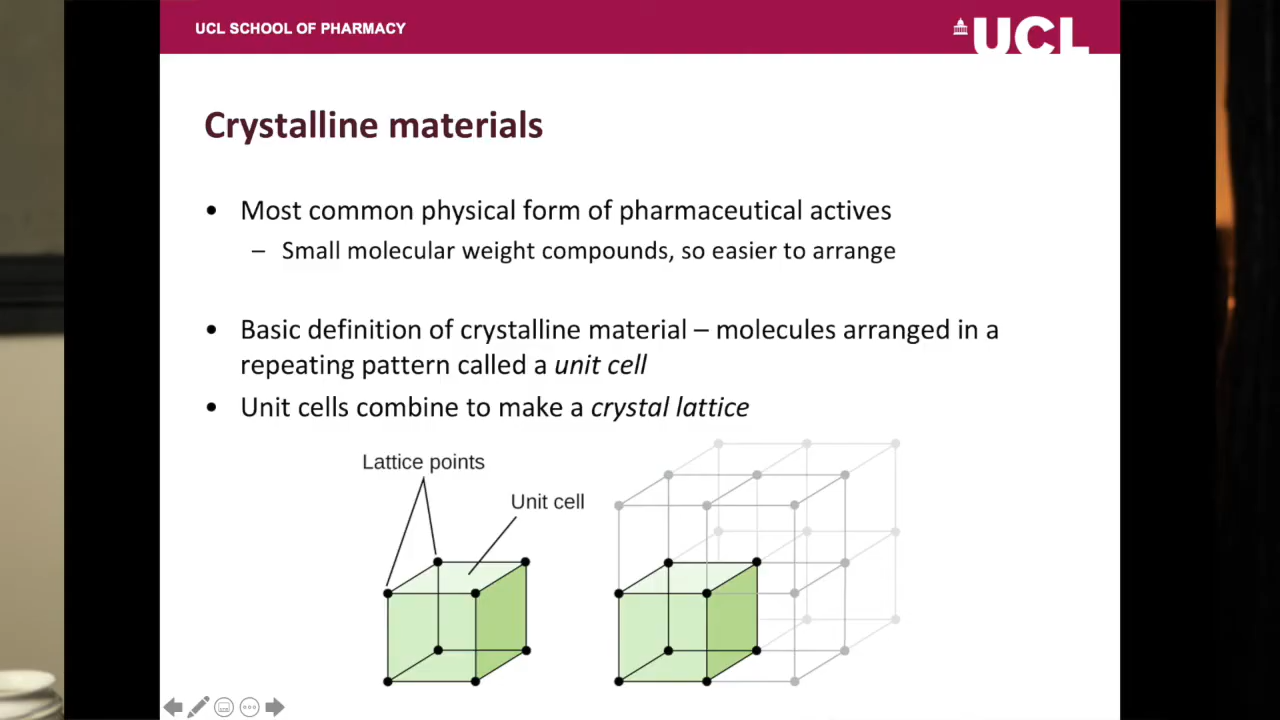 UCL SCHOOL OF PHARMACY
UCL
Crystalline materials
• Most common physical form of pharmaceutical actives
– Small molecular weight compounds, so easier to arrange
• Basic definition of crystalline material – molecules arranged in a
repeating pattern called a unit cell
• Unit cells combine to make a crystal lattice
Lattice points
Unit cell